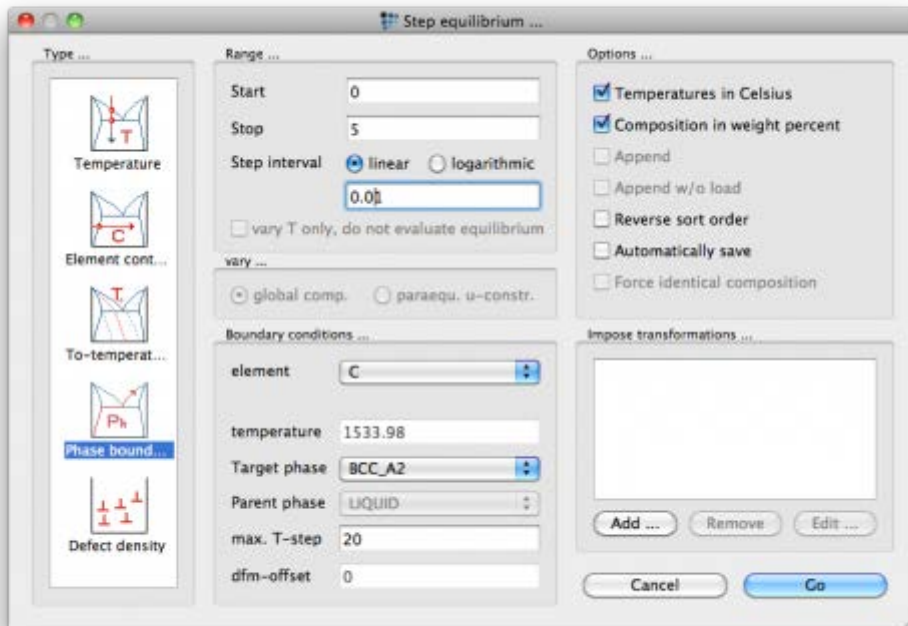 Step equilibrium ...
Type ...
T
Temperature
C
Element cont...
T.
To-temperat...
Ph
Phase bound...
Defect density
Range ...
Start 0
Stop 5
Step interval linear logarithmic
0.01
vary T only, do not evaluate equilibrium
vary ...
global comp. paraequ. u-constr.
Boundary conditions ...
element C
temperature 1533.98
Target phase BCC_A2
Parent phase LIQUID
max. T-step 20
dfm-offset 0
Options ...
Temperatures in Celsius
Composition in weight percent
Append
Append w/o load
Reverse sort order
Automatically save
Force identical composition
Impose transformations ...
Add ... Remove Edit ...
Cancel Go